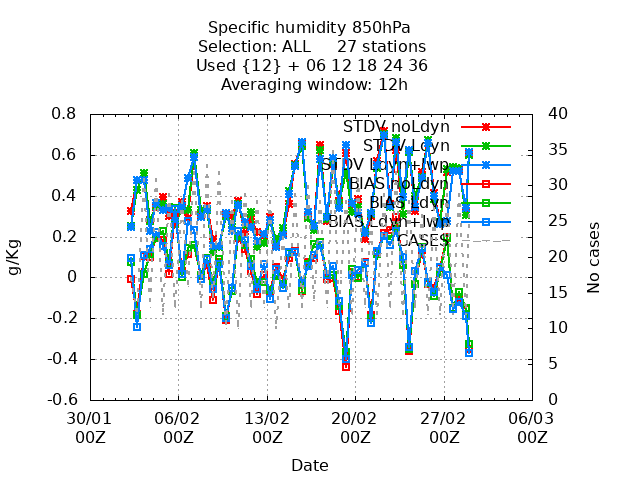 Specific humidity 850hPa
Selection: ALL     27 stations
Used {12} + 06 12 18 24 36
Averaging window: 12h
0.8
0.6
0.4
0.2
0
-0.2
-0.4
-0.6
g/Kg
40
35
30
25
20
15
10
5
0
No cases
STDV noLdyn
STDV Ldyn
STDV Ldyn+Jwp
BIAS noLdyn
BIAS Ldyn
BIAS Ldyn+Jwp
CASES
30/01 06/02 13/02 20/02 27/02 06/03
00Z 00Z 00Z 00Z 00Z 00Z
Date